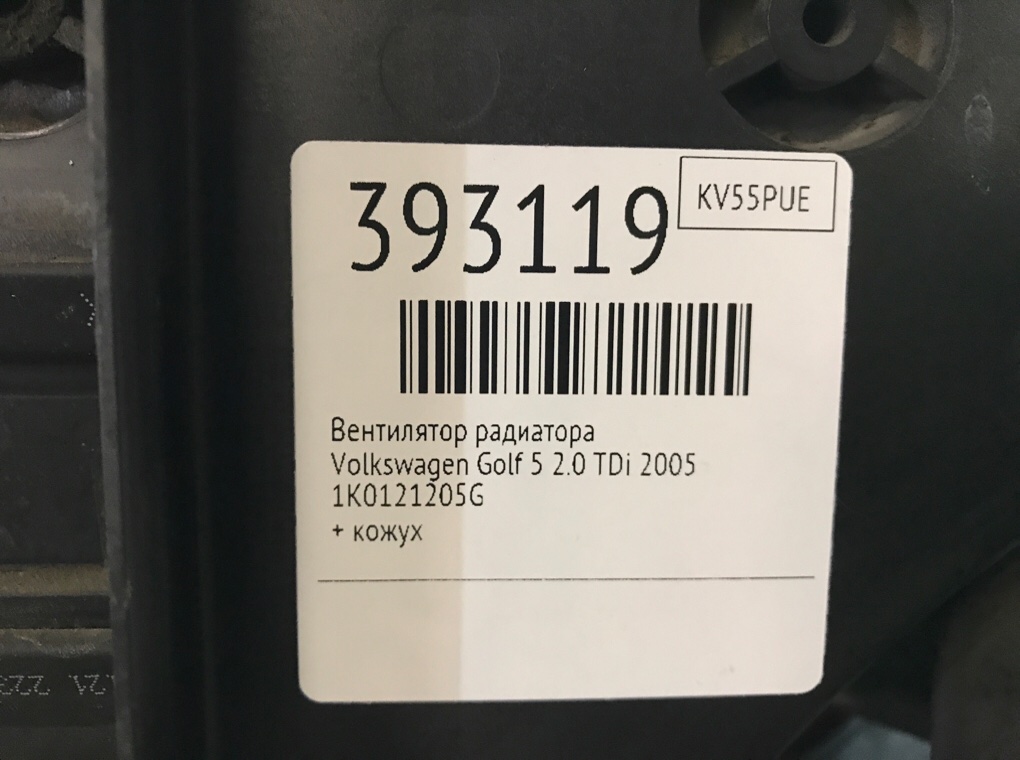 393119
KV55PUE
Вентилятор радиатора
Volkswagen Golf 5 2.0 TDi 2005
1K0121205G
+ кожух